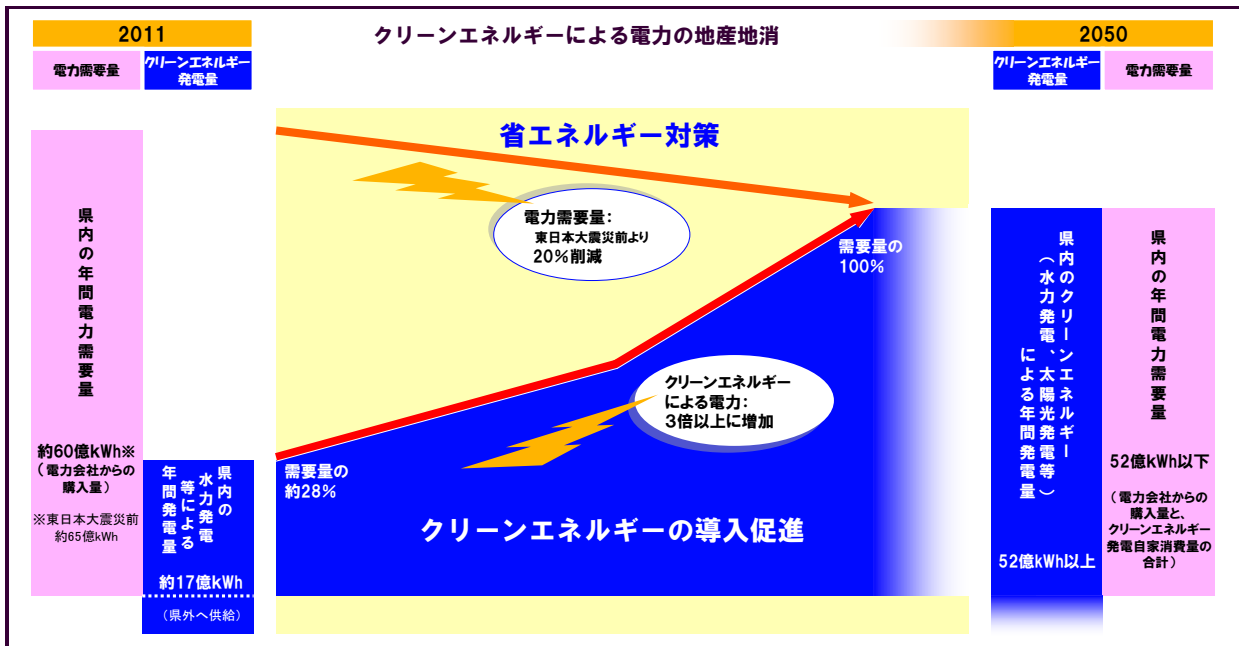 2011
クリーンエネルギーによる電力の地産地消
2050
電力需要量
クリーンエネルギー
発電量
クリーンエネルギー
発電量
電力需要量
県内の年間電力需要量
約60億kWh※
(電力会社からの
購入量)
※東日本大震災前
約65億kWh
県内の
水力発電
等による
年間発電量
約17億kWh
(県外へ供給)
省エネルギー対策
電力需要量:
東日本大震災前より
20%削減
需要量の
100%
クリーンエネルギー
による電力:
3倍以上に増加
需要量の
約28%
クリーンエネルギーの導入促進
県内のクリーンエネルギー
(水力発電、太陽光発電等)
による年間発電量
52億kWh以上
県内の年間電力需要量
52億kWh以下
(電力会社からの
購入量と、
クリーンエネルギー
発電自家消費量の
合計)